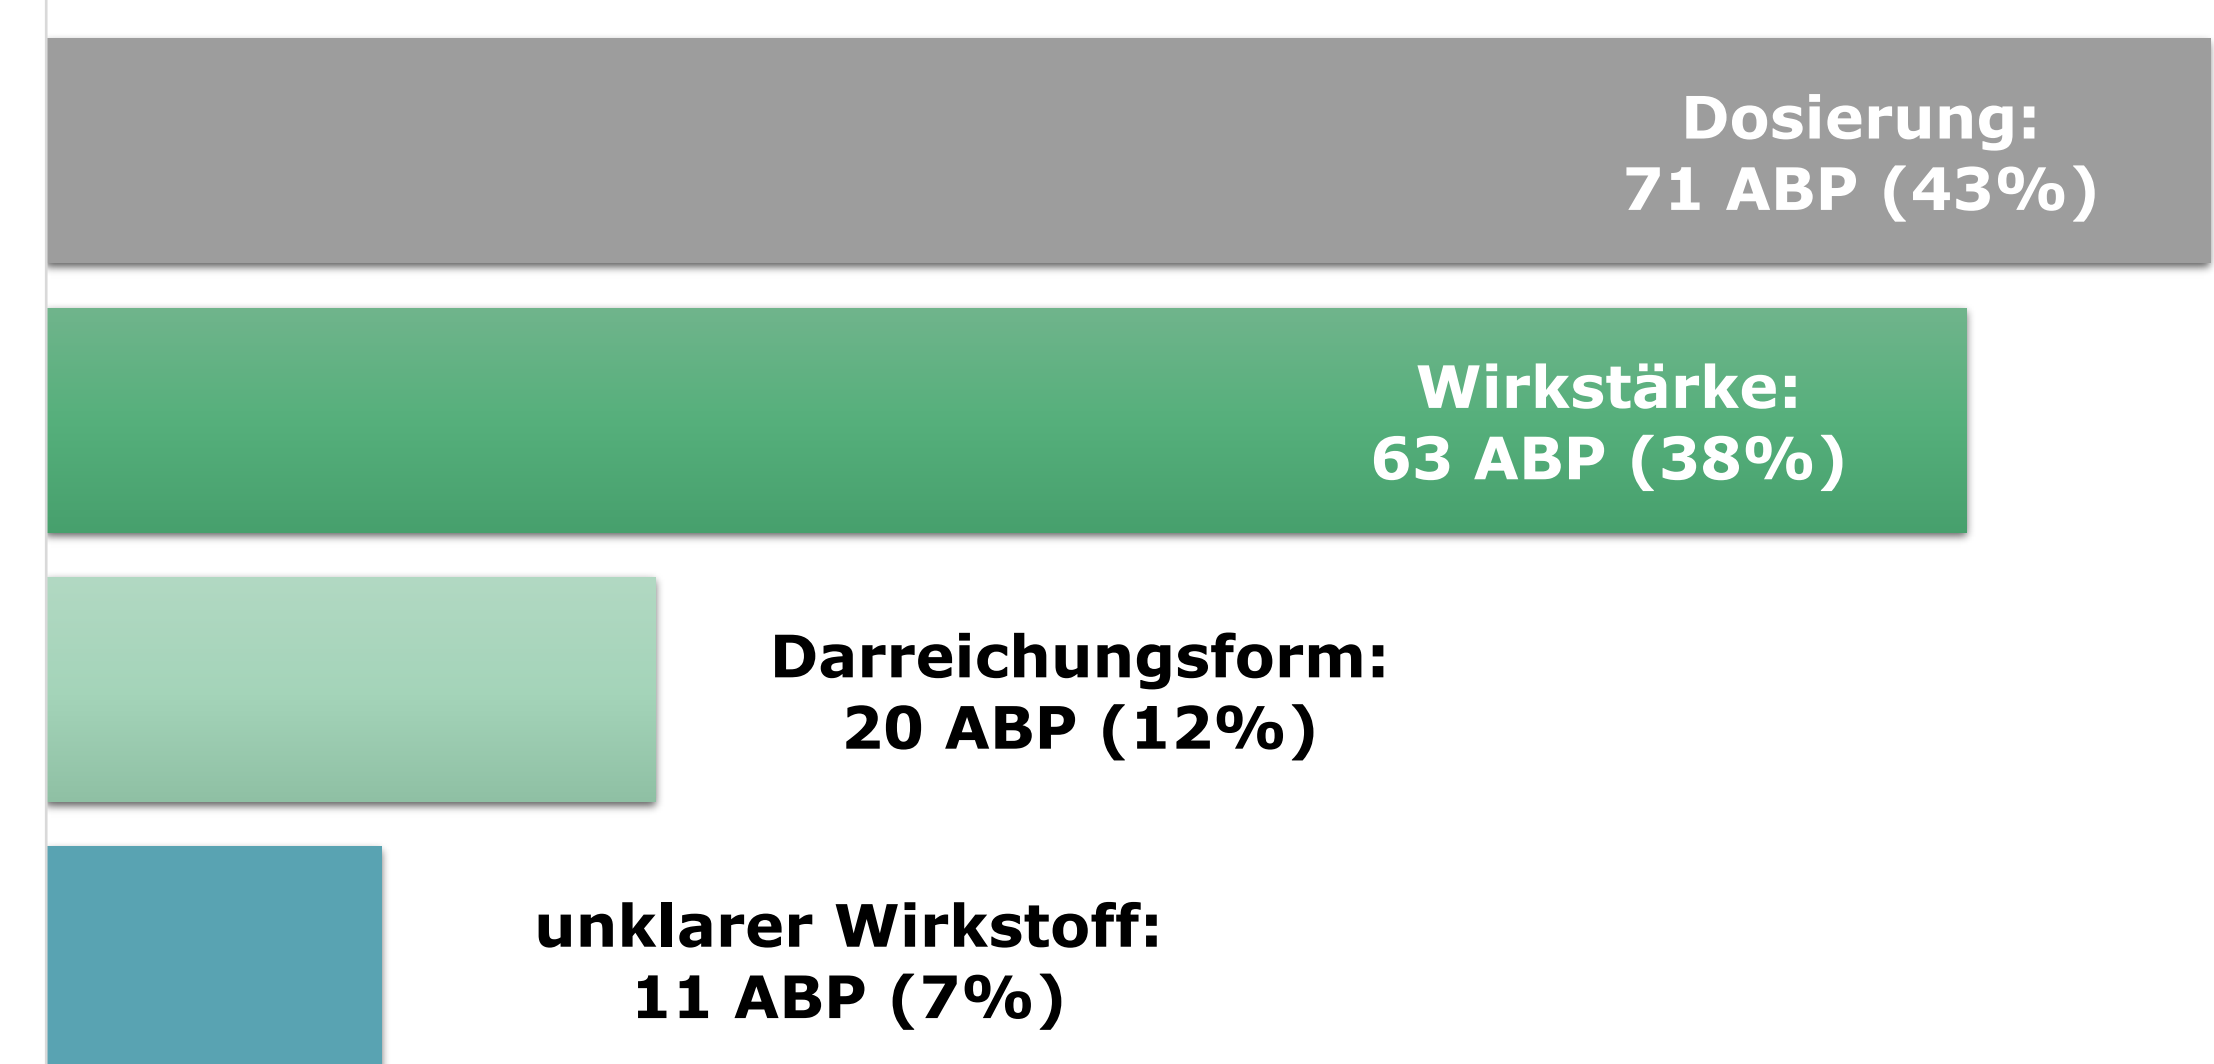 Dosierung:
71 ABP (43%)
Wirkstärke:
63 ABP (38%)
Darreichungsform:
20 ABP (12%)
unklarer Wirkstoff:
11 ABP (7%)